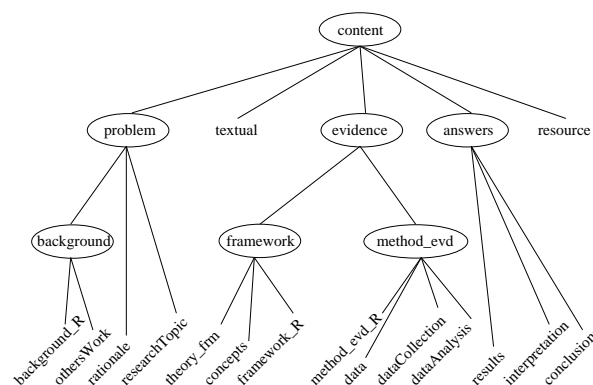 content
problem
textual
evidence
answers
resource
background
framework
method_evd
background_R
othersWork
rationale
researchTopic
theory_frm
concepts
framework_R
method_evd_R
data
dataCollection
dataAnalysis
results
interpretation
conclusion